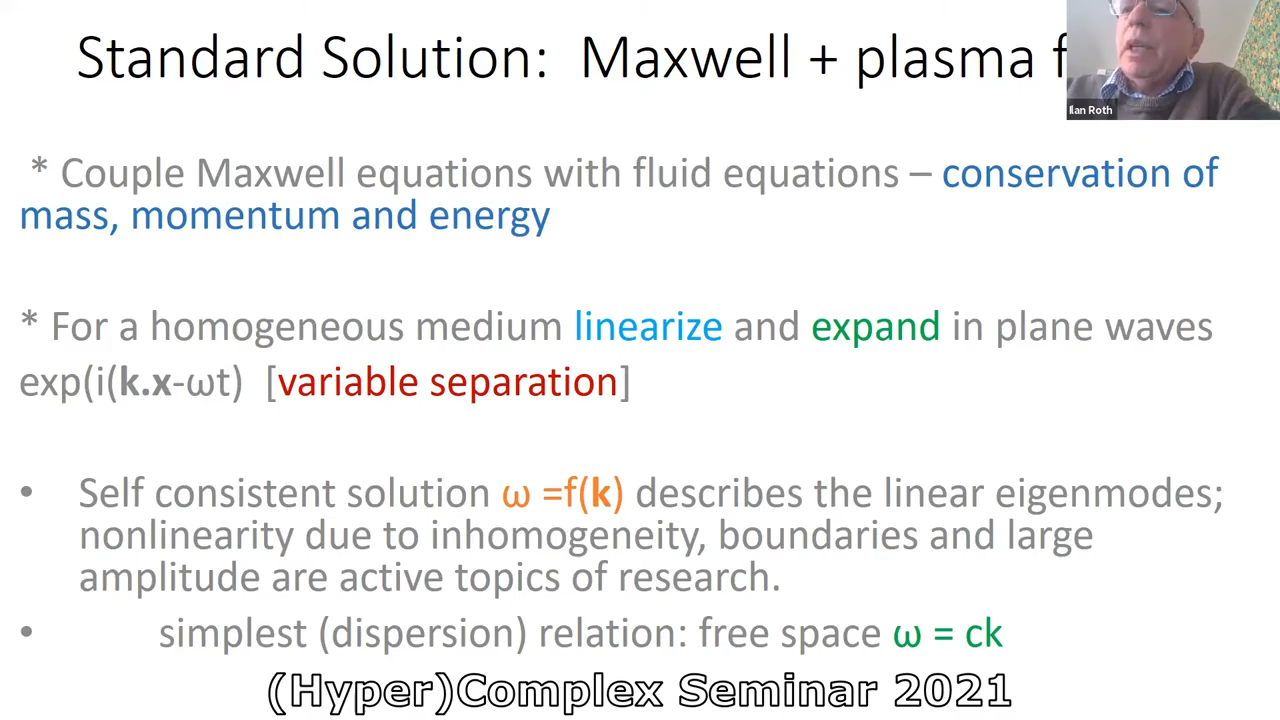 Standard Solution: Maxwell + plasma f
Ilan Roth
* Couple Maxwell equations with fluid equations – conservation of
mass, momentum and energy
* For a homogeneous medium linearize and expand in plane waves
exp(i(k.x-ωt) [variable separation]
• Self consistent solution ω =f(k) describes the linear eigenmodes;
nonlinearity due to inhomogeneity, boundaries and large
amplitude are active topics of research.
• simplest (dispersion) relation: free space ω = ck
(Hyper)Complex Seminar 2021